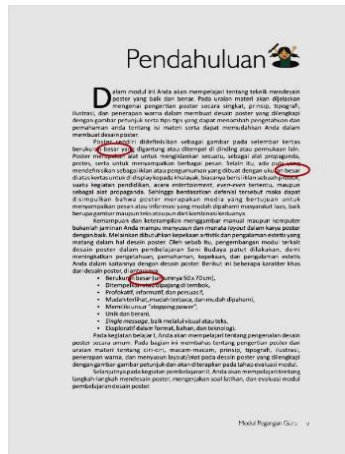 Pendahuluan
Dalam modul ini Anda akan mempelajari tentang teknik mendesain
poster yang baik dan benar. Pada uraian materi akan dijelaskan
mengenai pengertian poster secara singkat, prinsip, tipografi,
ilustrasi, dan penerapan warna dalam membuat desain poster yang dilengkapi
dengan gambar petunjuk serta tips-tips yang dapat menambah pengetahuan dan
pemahaman anda tentang isi materi serta dapat memudahkan Anda dalam
membuat desain poster.
Poster sendiri didefinisikan sebagai gambar pada selembar kertas
berukuran besar yang digantung atau ditempel di dinding atau permukaan lain.
Poster merupakan alat untuk mengiklankan sesuatu, sebagai alat propaganda,
protes, serta untuk menyampaikan berbagai pesan. Selain itu, ada pula yang
mendefinisikan sebagai iklan atau pengumuman yang dibuat dengan ukuran besar
diatas kertas untuk di display kepada khalayak, biasanya berisi iklan sebuah produk,
suatu kegiatan pendidikan, acara entertainment, even-even tertentu, maupun
sebagai alat propaganda. Sehingga berdasatkan defenisi tersebut maka dapat
disimpulkan bahwa poster merupakan media yang bertujuan untuk
menyampaikan pesan atau informasi yang mudah dipahami masyarakat luas, baik
berupa gambar maupun teks ataupun dari kombinasi keduanya.
Kemampuan dan keterampilan menggambar manual maupun komputer
bukanlah jaminan Anda mampu menyusun dan menata layout dalam karya poster
dengan baik. Melainkan dibutuhkan kepekaan artistik dan pengalaman estetis yang
matang dalam hal desain poster. Oleh sebab itu, pengembangan modul terkait
desain poster dalam pembelajaran Seni Budaya patut dilakukan, demi
meningkatkan pengetahuan, pemahaman, kepekaan, dan pengalaman estetis
Anda dalam kaitannya dengan desain poster. Berikut ini beberapa karakter khas
dari desain poster, diantaranya
• Berukuran besar (umumnya 50 x 70 cm),
• Ditempel atau dipajang di tembok,
• Profokatif, informatif, dan persuasif,
• Mudah terlihat, mudah terbaca, dan mudah dipahami,
• Memiliki unsur "stopping power",
• Unik dan berani,
• Single message, baik melalui visual atau teks,
• Eksploratif dalam format, bahan, dan teknologi.
Pada kegiatan belajar I, Anda akan mempelajari tentang pengenalan desain
poster secara umum. Pada bagian ini membahas tentang pengertian poster dan
uraian materi tentang ciri-ciri, macam-macam, prinsip, tipografi, ilustrasi,
penerapan warna, dan menyusun layout/letak pada desain poster yang dilengkapi
dengan gambar-gambar petunjuk dan akan diterapkan pada tahap evaluasi modul.
Selanjutnya pada kegiatan pembelajaran II, Anda akan mempelajari tentang
langkah-langkah mendesain poster, mengerjakan soal latihan, dan evaluasi modul
pembelajaran desain poster.
Modul Pegangan Guru v